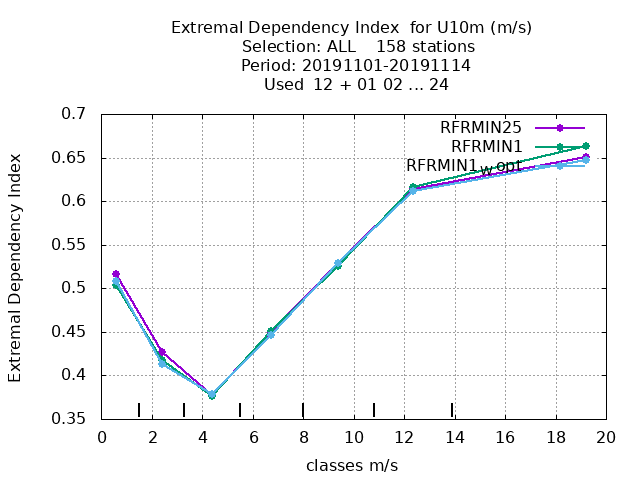 Extremal Dependency Index for U10m (m/s)
Selection: ALL 158 stations
Period: 20191101-20191114
Used 12 + 01 02 ... 24
0.7
0.65
0.6
0.55
0.5
0.45
0.4
0.35
Extremal Dependency Index
RFRMIN25
RFRMIN1
RFRMIN1wopt
0 2 4 6 8 10 12 14 16 18 20
classes m/s